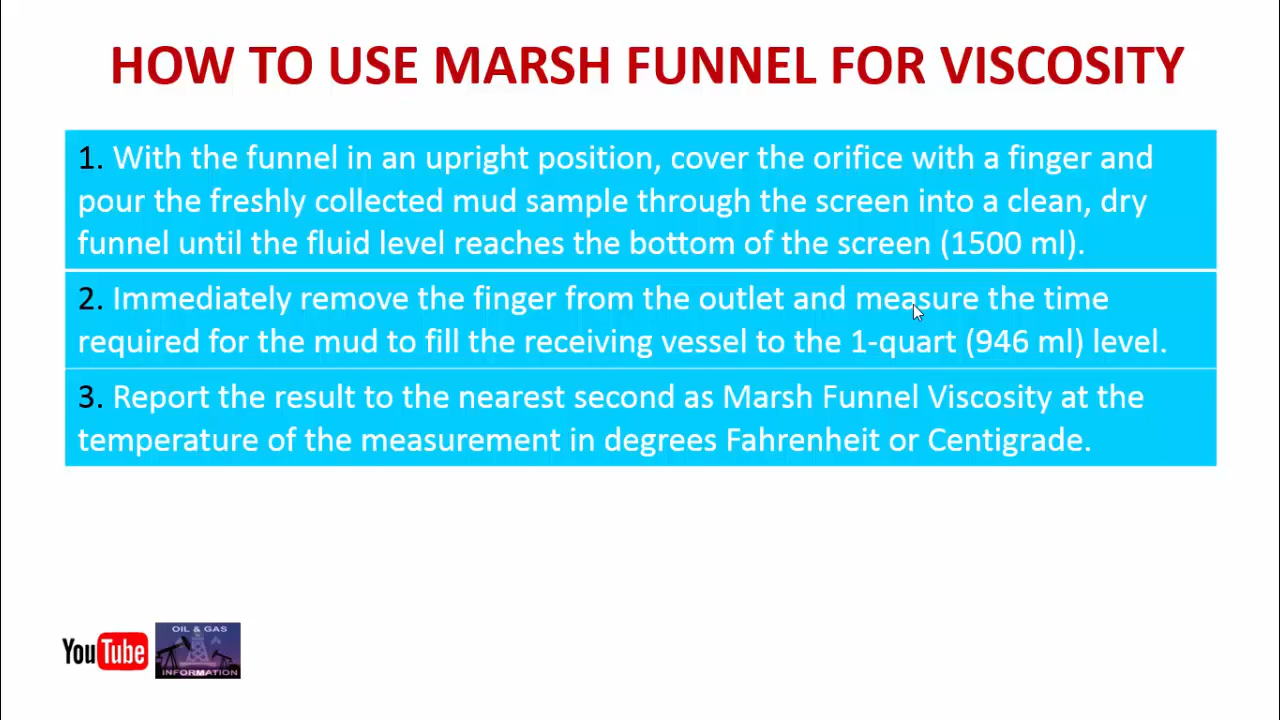 HOW TO USE MARSH FUNNEL FOR VISCOSITY
1. With the funnel in an upright position, cover the orifice with a finger and
pour the freshly collected mud sample through the screen into a clean, dry
funnel until the fluid level reaches the bottom of the screen (1500 ml).
2. Immediately remove the finger from the outlet and measure the time
required for the mud to fill the receiving vessel to the 1-quart (946 ml) level.
3. Report the result to the nearest second as Marsh Funnel Viscosity at the
temperature of the measurement in degrees Fahrenheit or Centigrade.
YouTube
OIL & GAS
INFORMATION